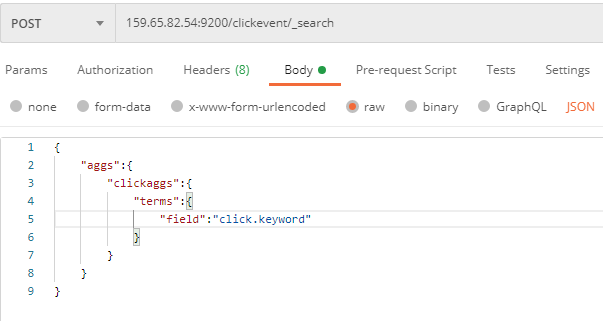 POST 159.65.82.54:9200/clickevent/_search
Params Authorization Headers (8) Body Pre-request Script Tests Settings
none form-data x-www-form-urlencoded raw binary GraphQL JSON
1 {
2 "aggs":{
3 "clickaggs":{
4 "terms":{
5 "field":"click.keyword"
6 }
7 }
8 }
9 }